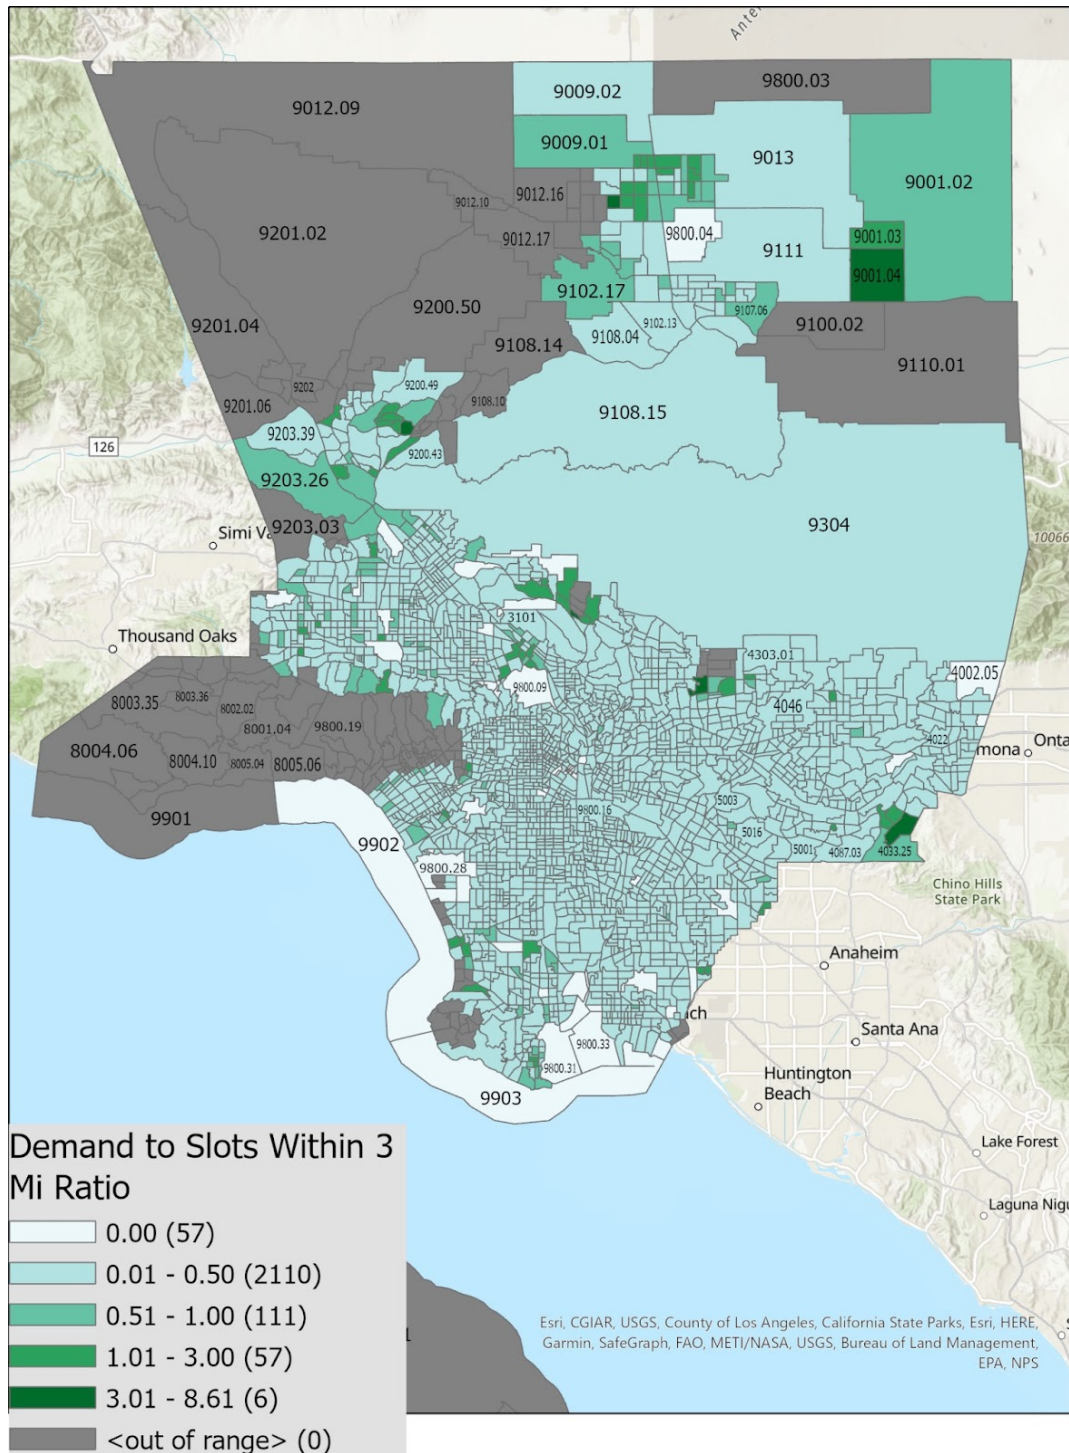 Ante
9009.02
9800.03
9012.09
9009.01
9013
9001.02
9012.16
9012.10
9201.02
9800.04
9001.03
9012.17
9111
9001.04
9102.17
9200.50
9107.06
9201.04
9102.13
9100.02
9108.04
9108.14
9110.01
9202
9200.49
9201.06
9108.10
9108.15
9203.39
126
9200.43
9203.26
9304
9203.03
Simi Va
10066
3101
Thousand Oaks
4303.01
4002.05
9800.09
8003.36
8003.35
8002.02
4046
8001.04
9800.19
4022
8004.06
8004.10
8005.04
8005.06
mona
Onta
5003
9901
9800.16
5016
9902
5001
4087.03
4033.25
9800.28
Chino Hills
State Park
Anaheim
ach
Santa Ana
9800.33
9800.31
Huntington
Beach
9903
Demand to Slots Within 3
Mi Ratio
Lake Forest
Laguna Nigu
0.00 (57)
0.01 - 0.50 (2110)
0.51 - 1.00 (111)
1.01 - 3.00 (57)
3.01 - 8.61 (6)
<out of range> (0)
1
S
Esri, CGIAR, USGS, County of Los Angeles, California State Parks, Esri, HERE,
Garmin, SafeGraph, FAO, METI/NASA, USGS, Bureau of Land Management,
EPA, NPS